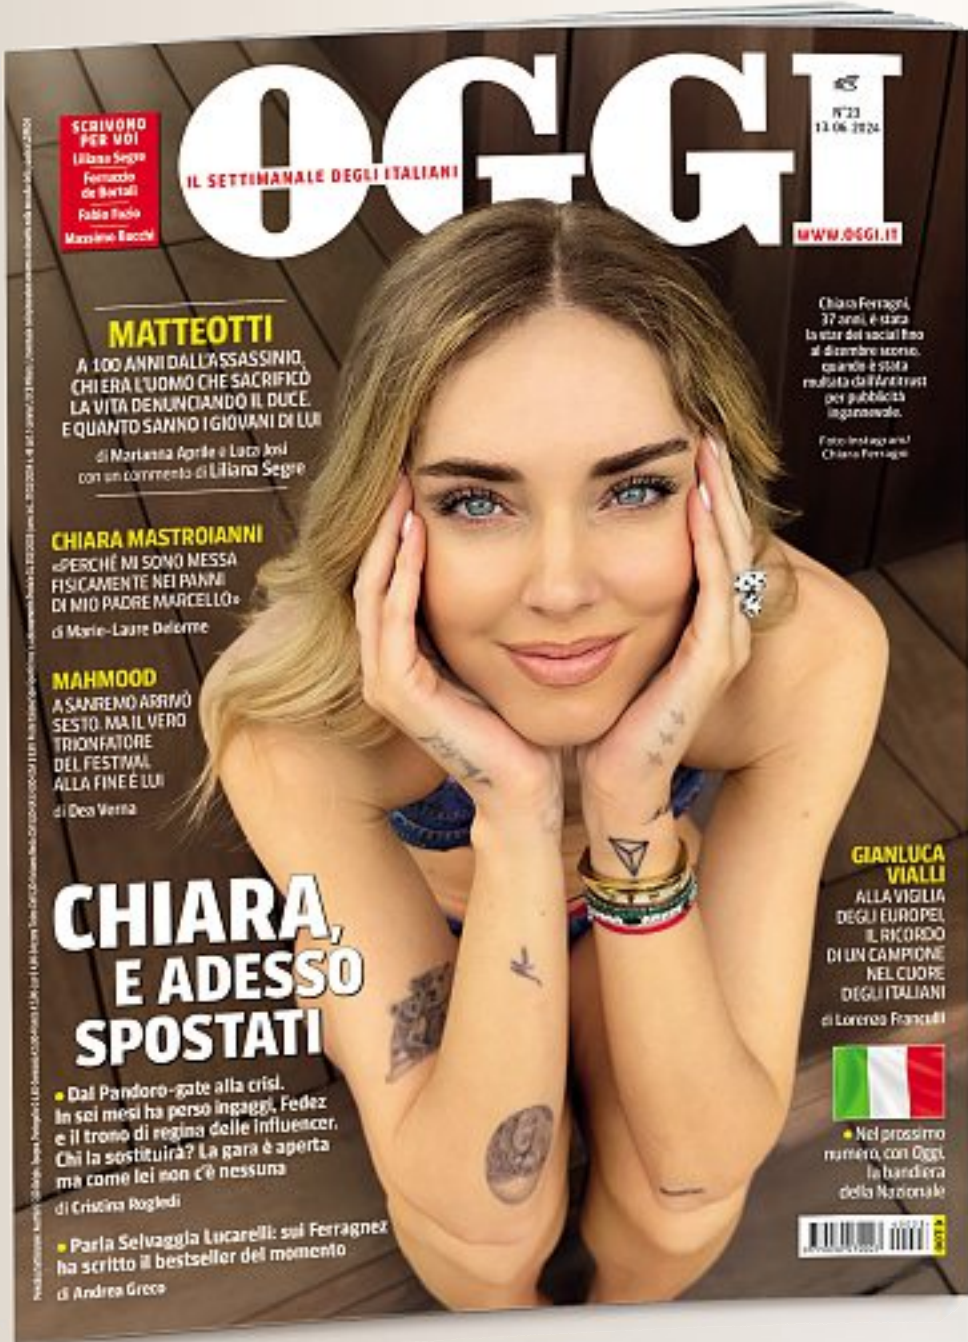 SCRIVONO
PER VOI
Liliana Segre
Ferruccio
de Bortoli
Fabio Fazio
Massimo Recchi
OGGI
IL SETTIMANALE DEGLI ITALIANI
N°23
13.06.2024
WWW.OGGI.IT
MATTEOTTI
A 100 ANNI DALL'ASSASSINIO,
CHI ERA L'UOMO CHE SACRIFICÒ
LA VITA DENUNCIANDO IL DUCE.
E QUANTO SANNO I GIOVANI DI LUI
di Marianna Aprile e Luca Josi
con un commento di Liliana Segre
CHIARA MASTROIANNI
«PERCHÉ MI SONO MESSA
FISICAMENTE NEI PANNI
DI MIO PADRE MARCELLO»
di Marie-Laure Delorme
MAHMOOD
A SANREMO ARRIVÒ
SESTO. MA IL VERO
TRIONFATORE
DEL FESTIVAL
ALLA FINE È LUI
di Dea Verna
Chiara Ferragni,
37 anni, è stata
la star dei social fino
al dicembre scorso,
quando è stata
multata dall'Antitrust
per pubblicità
ingannevole.
Foto Instagram/
Chiara Ferragni
CHIARA,
E ADESSO
SPOSTATI
• Dal Pandoro-gate alla crisi.
In sei mesi ha perso ingaggi, Fedez
e il trono di regina delle influencer.
Chi la sostituirà? La gara è aperta
ma come lei non c'è nessuna
di Cristina Rogledi
• Parla Selvaggia Lucarelli: sui Ferragnez
ha scritto il bestseller del momento
di Andrea Greco
GIANLUCA
VIALLI
ALLA VIGILIA
DEGLI EUROPEI,
IL RICORDO
DI UN CAMPIONE
NEL CUORE
DEGLI ITALIANI
di Lorenzo Franculli
• Nel prossimo
numero, con Oggi,
la bandiera
della Nazionale